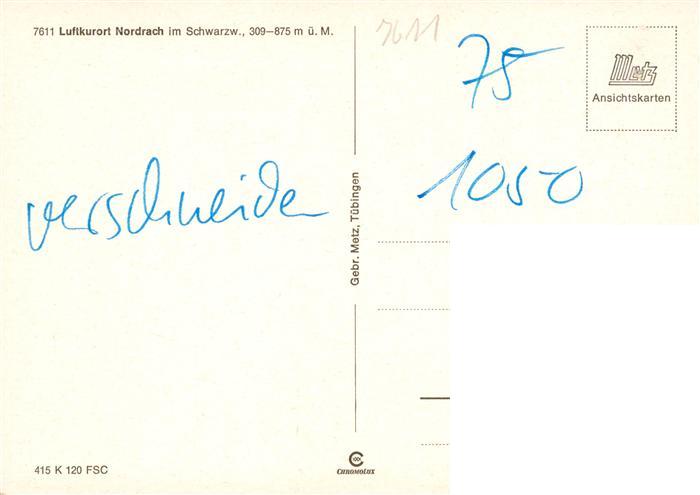 7611 Luftkurort Nordrach im Schwarzw., 309–875 m ü. M.
7611
75
Metz
Ansichtskarten
verschneiden
1050
Gebr. Metz, Tübingen
415 K 120 FSC
CHROMOLUX